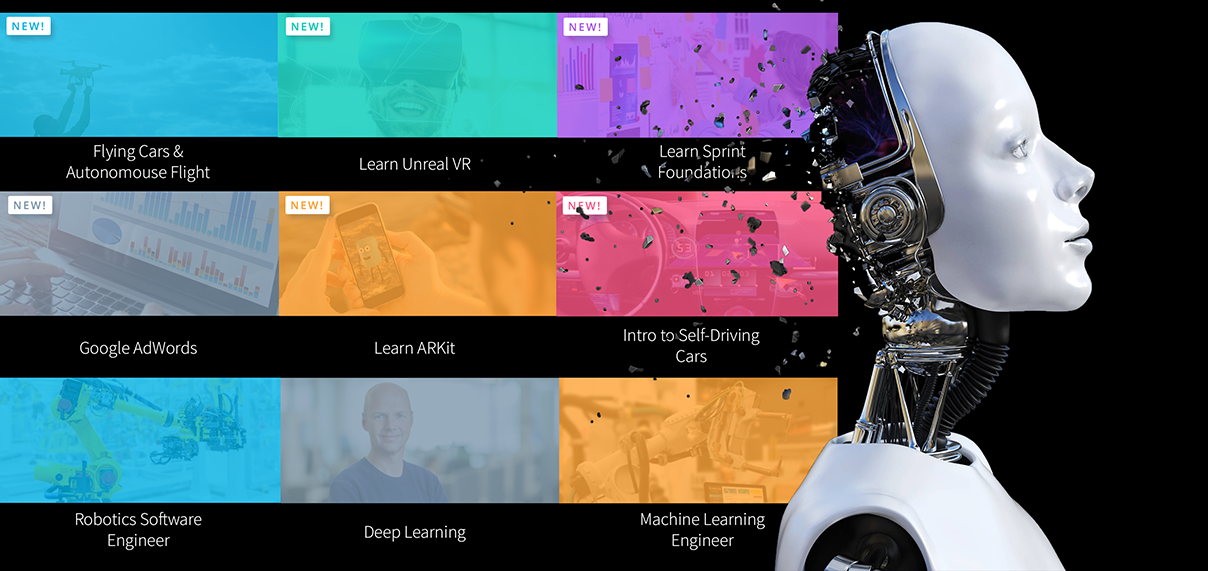 NEW!
NEW!
NEW!
Flying Cars &
Autonomouse Flight
Learn Unreal VR
Learn Sprint
Foundations
NEW!
NEW!
NEW!
53
Google AdWords
Learn ARKit
Intro to Self-Driving
Cars
Robotics Software
Engineer
Deep Learning
Machine Learning
Engineer